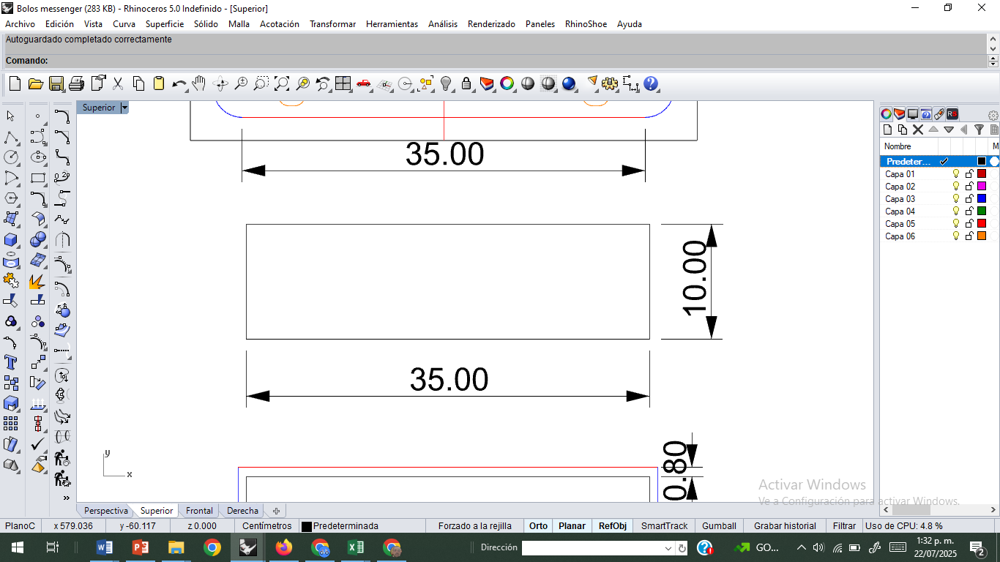 Bolos messenger (283 KB) - Rhinoceros 5.0 Indefinido - [Superior]
Archivo Edición Vista Curva Superficie Sólido Malla Acotación Transformar Herramientas Análisis Renderizado Paneles RhinoShoe Ayuda
Autoguardado completado correctamente
Comando:
Superior
35.00
10.00
35.00
0.80
Nombre M
Predeter...
Capa 01
Capa 02
Capa 03
Capa 04
Capa 05
Capa 06
y
x
Activar Windows
Ve a Configuración para activar Windows.
Perspectiva Superior Frontal Derecha
PlanoC x 579.036 y -60.117 z 0.000 Centímetros Predeterminada Forzado a la rejilla Orto Planar RefObj SmartTrack Gumball Grabar historial Filtrar Uso de CPU: 4.8 %
Dirección GO... 1:32 p. m.
22/07/2025 2